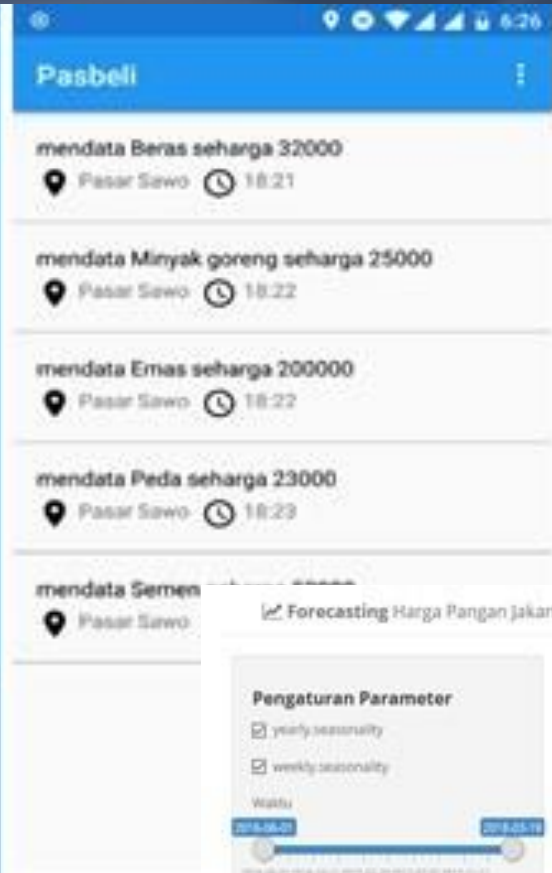 6:26
Pasbeli
mendata Beras seharga 32000
Pasar Sawo 18:21
mendata Minyak goreng seharga 25000
Pasar Sawo 18:22
mendata Emas seharga 200000
Pasar Sawo 18:22
mendata Peda seharga 23000
Pasar Sawo 18:23
mendata Semen
Pasar Sawo
Forecasting Harga Pangan Jakar
Pengaturan Parameter
yearly.seasonality
weekly.seasonality
Waktu